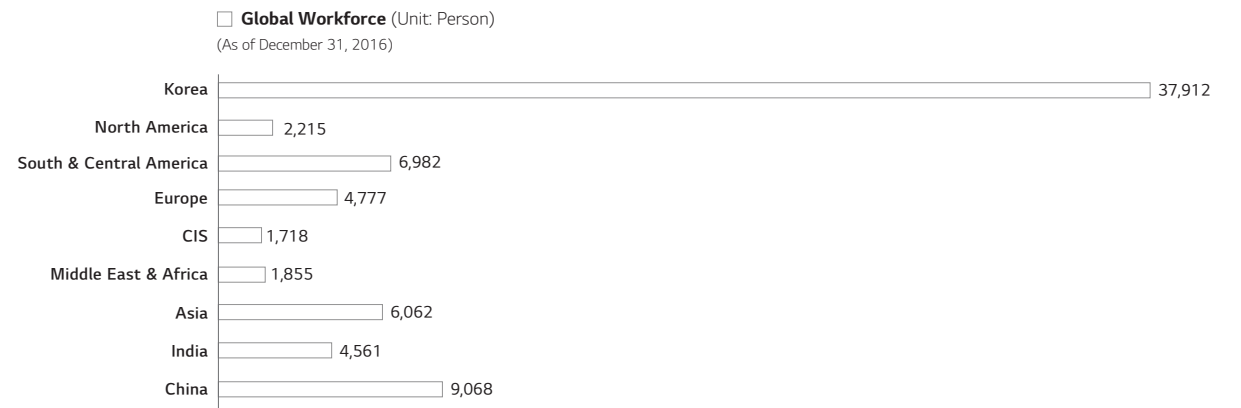 Global Workforce (Unit: Person)
(As of December 31, 2016)
Korea 37,912
North America 2,215
South & Central America 6,982
Europe 4,777
CIS 1,718
Middle East & Africa 1,855
Asia 6,062
India 4,561
China 9,068